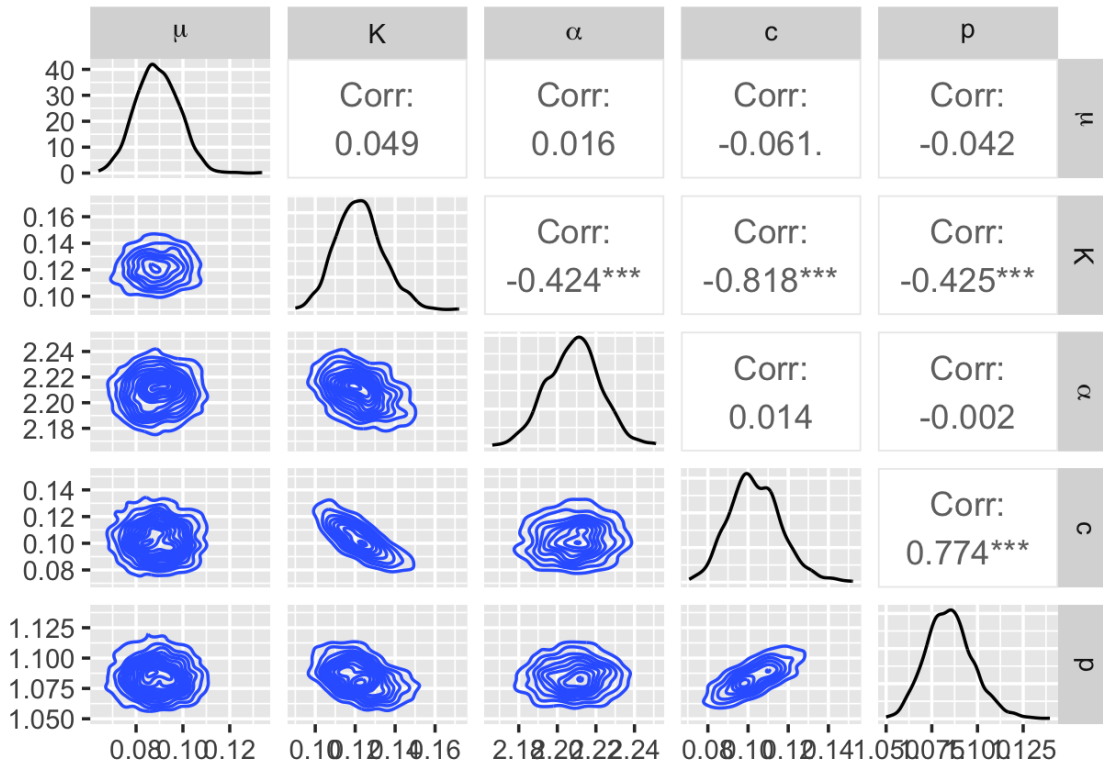 μ K α c p
40
30
20
10
0
Corr:
0.049
Corr:
0.016
Corr:
-0.061.
Corr:
-0.042
μ
0.16
0.14
0.12
0.10
Corr:
-0.424***
Corr:
-0.818***
Corr:
-0.425***
K
2.24
2.22
2.20
2.18
Corr:
0.014
Corr:
-0.002
α
0.14
0.12
0.10
0.08
Corr:
0.774***
c
1.125
1.100
1.075
1.050
p
0.08 0.10 0.12
0.10 0.12 0.14 0.16
2.18 2.20 2.22 2.24
0.08 0.10 0.12 0.14
1.050 1.075 1.100 1.125